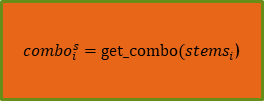 combo_i^s = get_combo(stems_i)